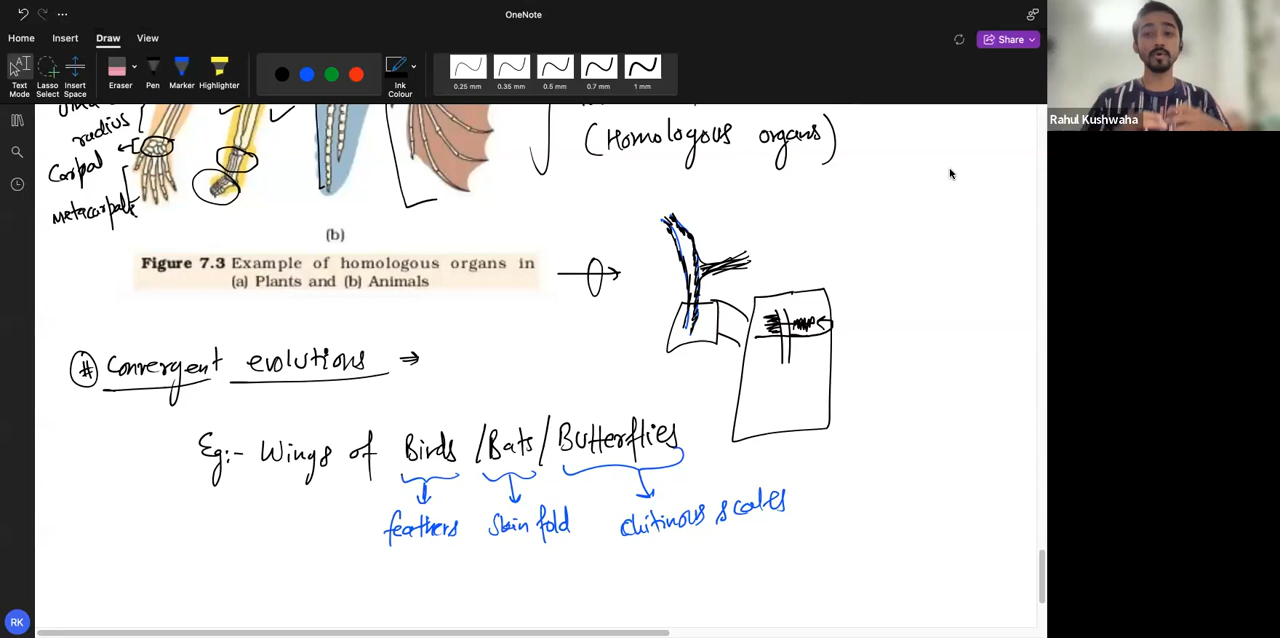 OneNote
Home Insert Draw View
Share
Text Mode
Lasso Select
Insert Space
Eraser
Pen
Marker
Highlighter
Ink Colour
0.25 mm
0.35 mm
0.5 mm
0.7 mm
1 mm
Rahul Kushwaha
radius
Carpal
metacarpals
(Homologous organs)
(b)
Figure 7.3 Example of homologous organs in
(a) Plants and (b) Animals
# Convergent evolutions ⇒
Eg:- Wings of Birds / Bats / Butterflies
feathers skin fold chitinous scales
RK